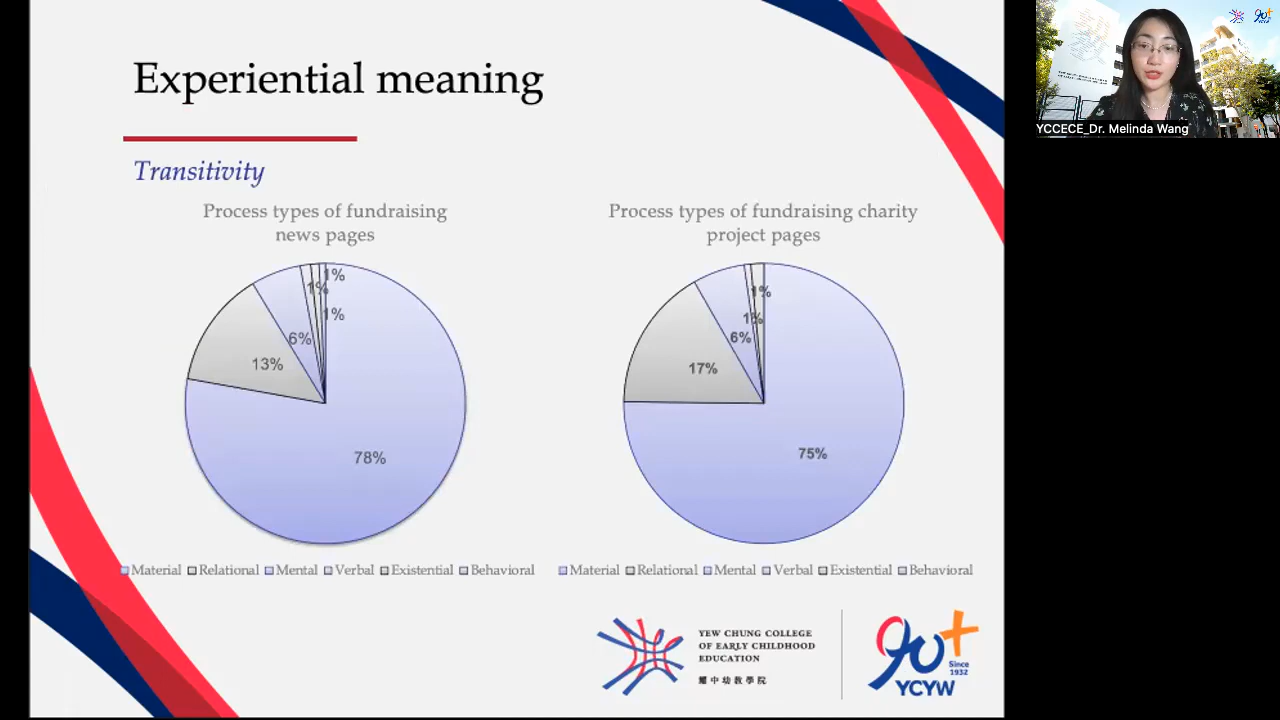 Experiential meaning
Transitivity
Process types of fundraising
news pages
1%
1%
1%
6%
13%
78%
Material Relational Mental Verbal Existential Behavioral
Process types of fundraising charity
project pages
1%
1%
6%
17%
75%
Material Relational Mental Verbal Existential Behavioral
YEW CHUNG COLLEGE
OF EARLY CHILDHOOD
EDUCATION
耀中幼教學院
90+
Since
1932
YCYW
YCCECE_Dr. Melinda Wang